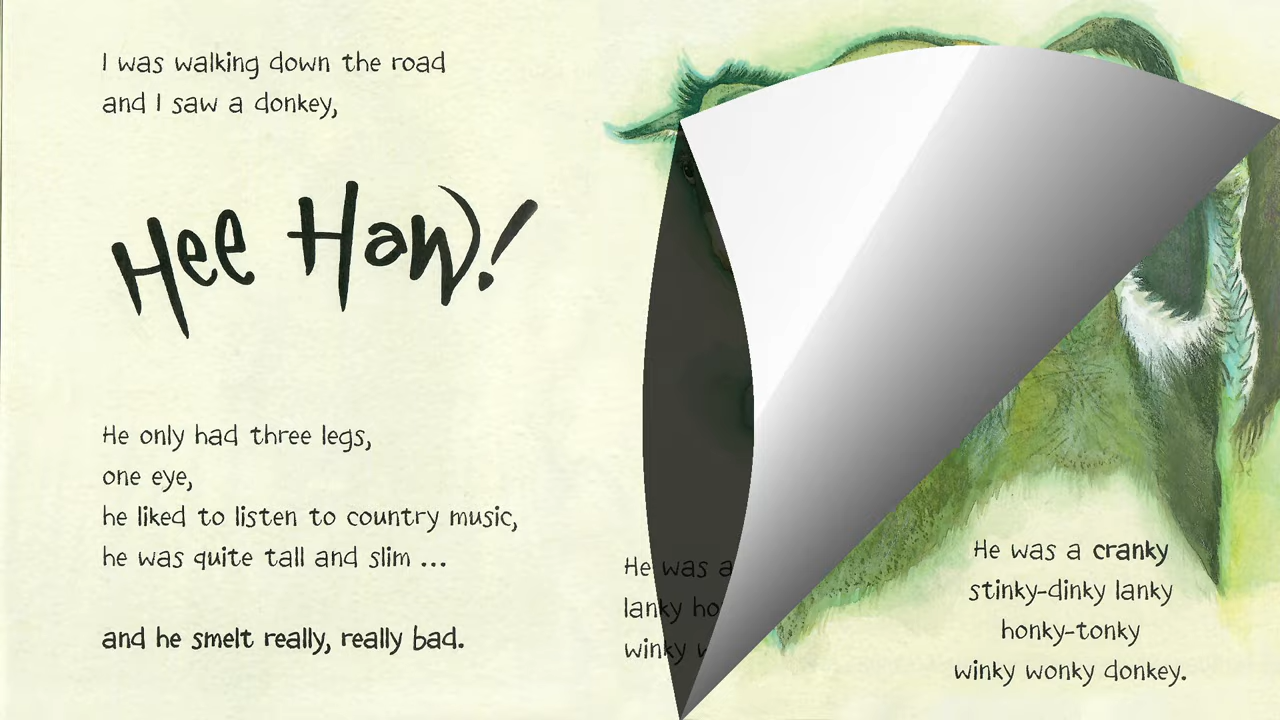 I was walking down the road
and I saw a donkey,
Hee Haw!
He only had three legs,
one eye,
he liked to listen to country music,
he was quite tall and slim ...
and he smelt really, really bad.
He was a
lanky ho
winky w
He was a cranky
stinky-dinky lanky
honky-tonky
winky wonky donkey.